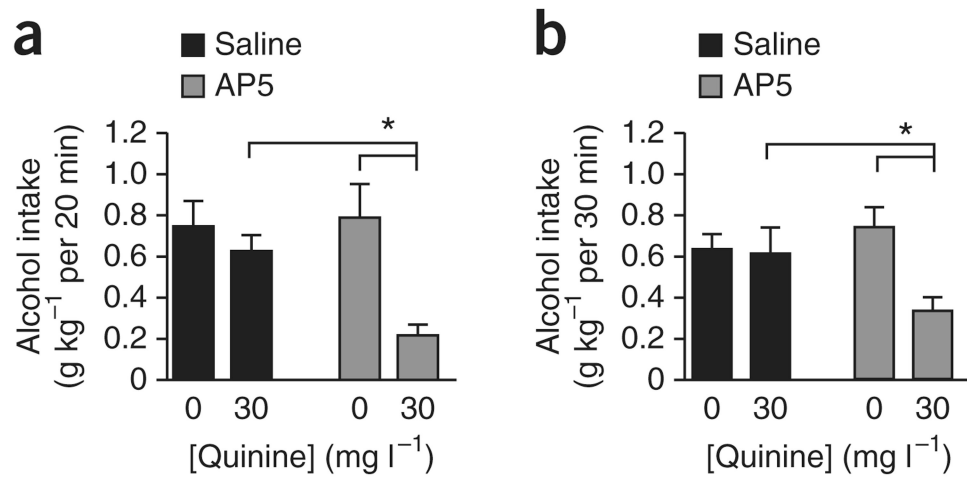 a
Saline
AP5
Alcohol intake
(g kg⁻¹ per 20 min)
1.2
1.0
0.8
0.6
0.4
0.2
0
*
0 30 0 30
[Quinine] (mg l⁻¹)
b
Saline
AP5
Alcohol intake
(g kg⁻¹ per 30 min)
1.2
1.0
0.8
0.6
0.4
0.2
0
*
0 30 0 30
[Quinine] (mg l⁻¹)